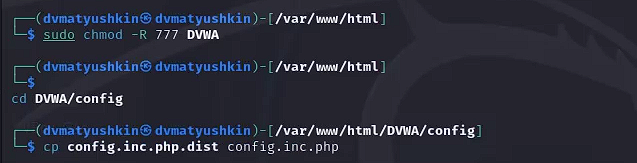 ┌──(dvmatyushkin㉿dvmatyushkin)-[/var/www/html]
└─$ sudo chmod -R 777 DVWA
┌──(dvmatyushkin㉿dvmatyushkin)-[/var/www/html]
└─$
cd DVWA/config
┌──(dvmatyushkin㉿dvmatyushkin)-[/var/www/html/DVWA/config]
└─$ cp config.inc.php.dist config.inc.php